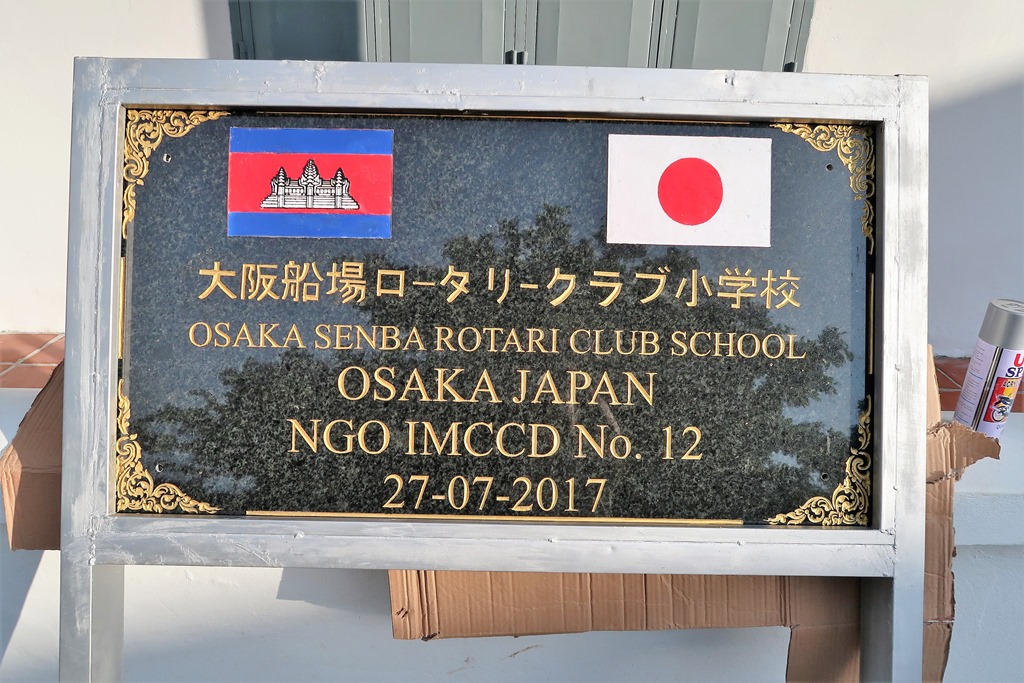 大阪船場ロータリークラブ小学校
OSAKA SENBA ROTARI CLUB SCHOOL
OSAKA JAPAN
NGO IMCCD No. 12
27-07-2017